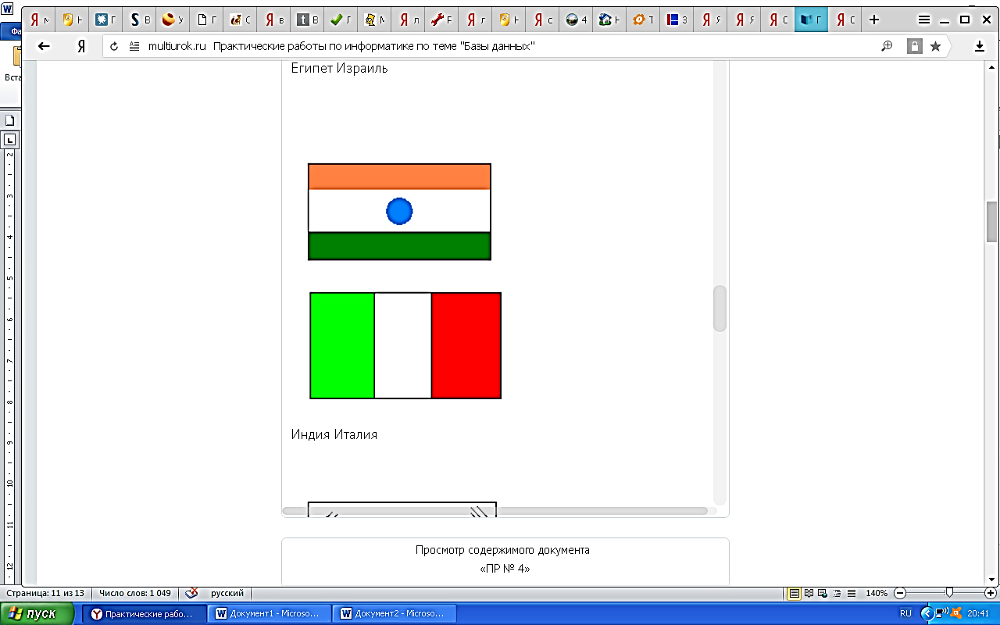 Фа
Вста
multiurok.ru Практические работы по информатике по теме "Базы данных"
Египет Израиль
Индия Италия
Просмотр содержимого документа
«ПР № 4»
Страница: 11 из 13 Число слов: 1 049 русский 140%
пуск Практические рабо... Документ1 - Microso... Документ2 - Microso... RU 20:41